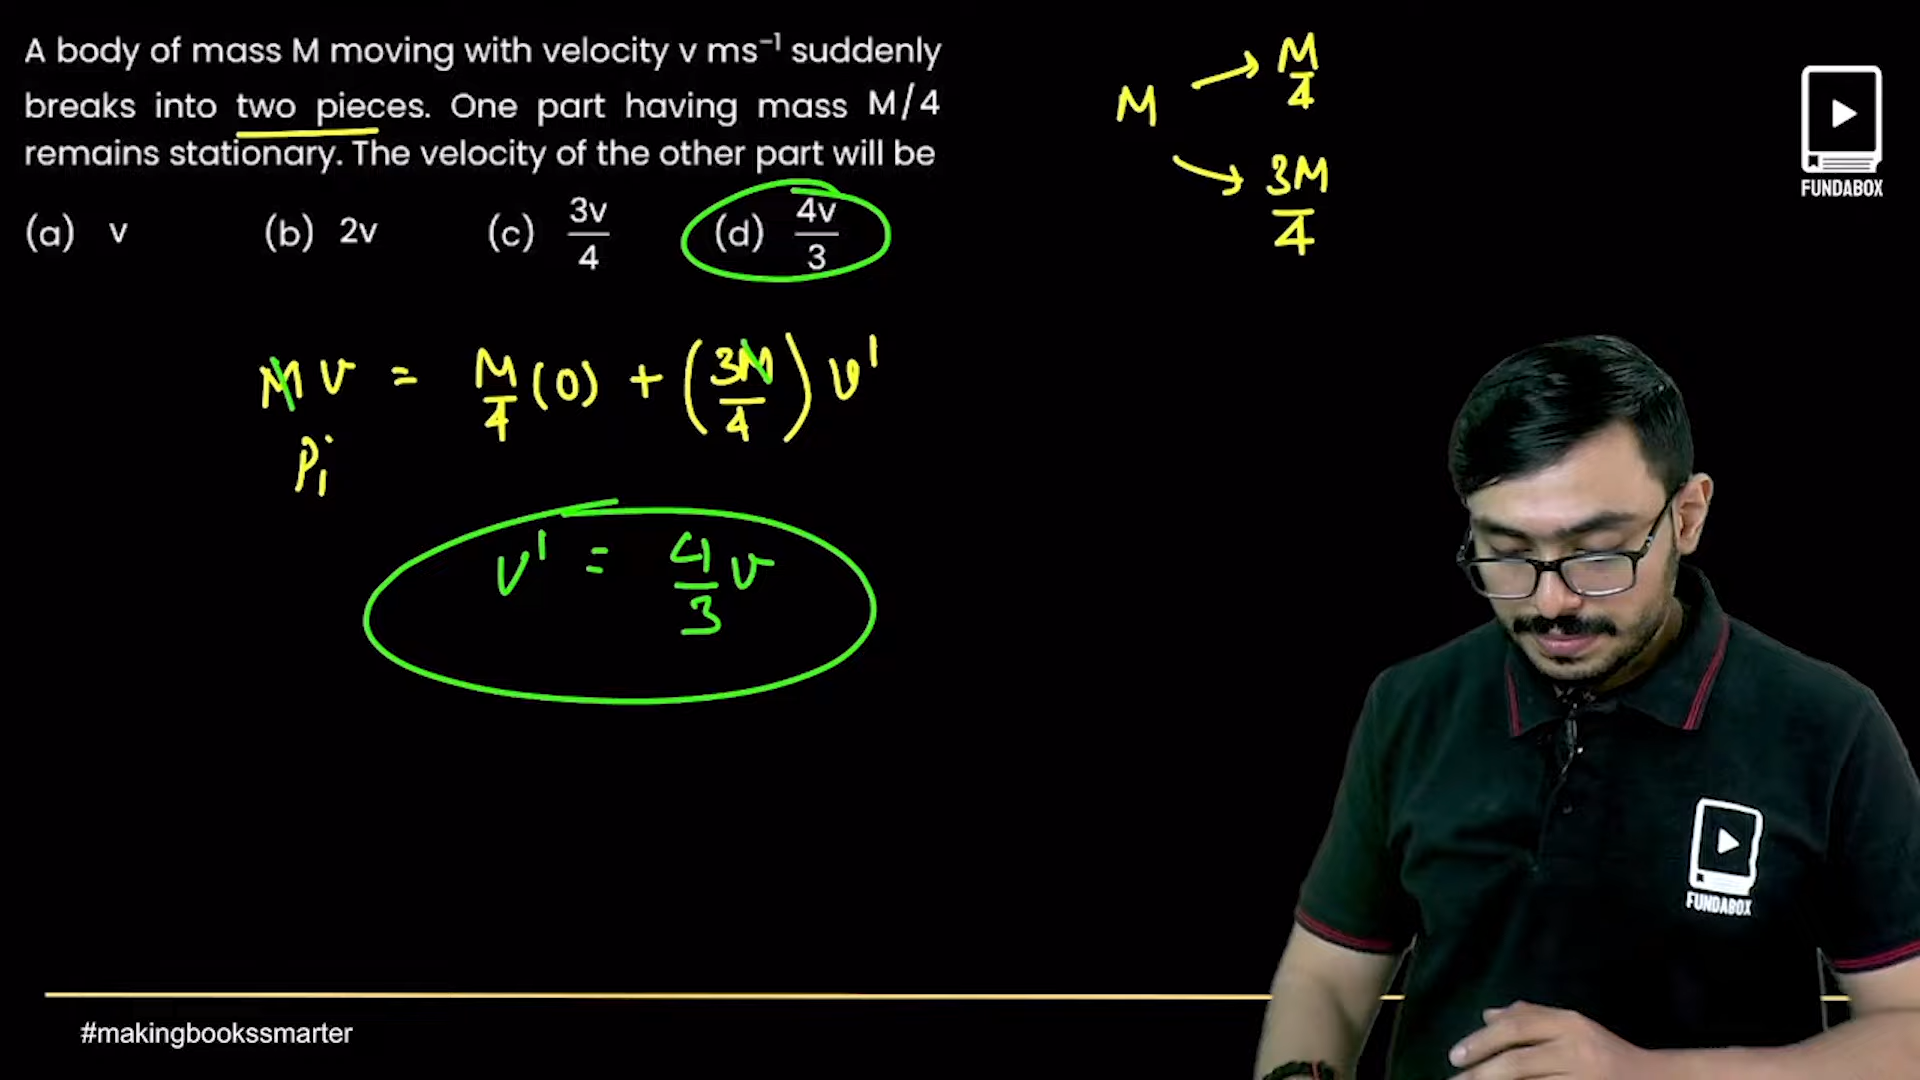 A body of mass M moving with velocity v ms⁻¹ suddenly
breaks into two pieces. One part having mass M/4
remains stationary. The velocity of the other part will be
(a) v (b) 2v (c) 3v/4 (d) 4v/3
M → M/4
→ 3M/4
FUNDABOX
Mv = M/4 (0) + (3M/4) v'
Pi
v' = 4/3 v
FUNDABOX
#makingbookssmarter